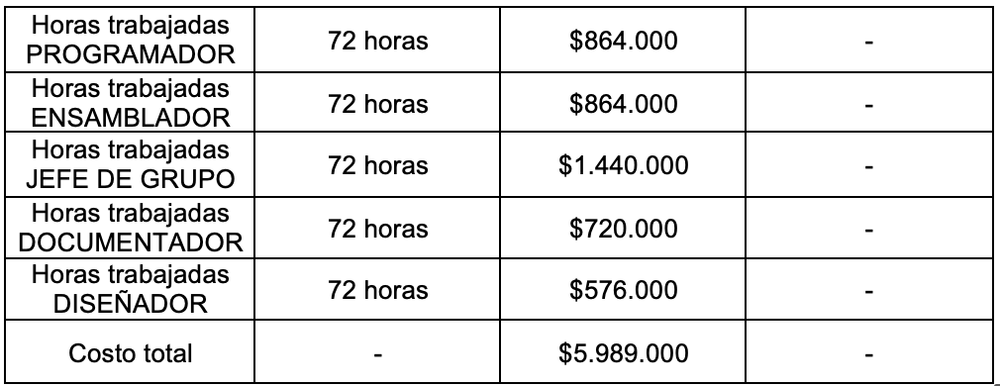 Horas trabajadas
PROGRAMADOR
72 horas
$864.000
-
Horas trabajadas
ENSAMBLADOR
72 horas
$864.000
-
Horas trabajadas
JEFE DE GRUPO
72 horas
$1.440.000
-
Horas trabajadas
DOCUMENTADOR
72 horas
$720.000
-
Horas trabajadas
DISEÑADOR
72 horas
$576.000
-
Costo total
-
$5.989.000
-